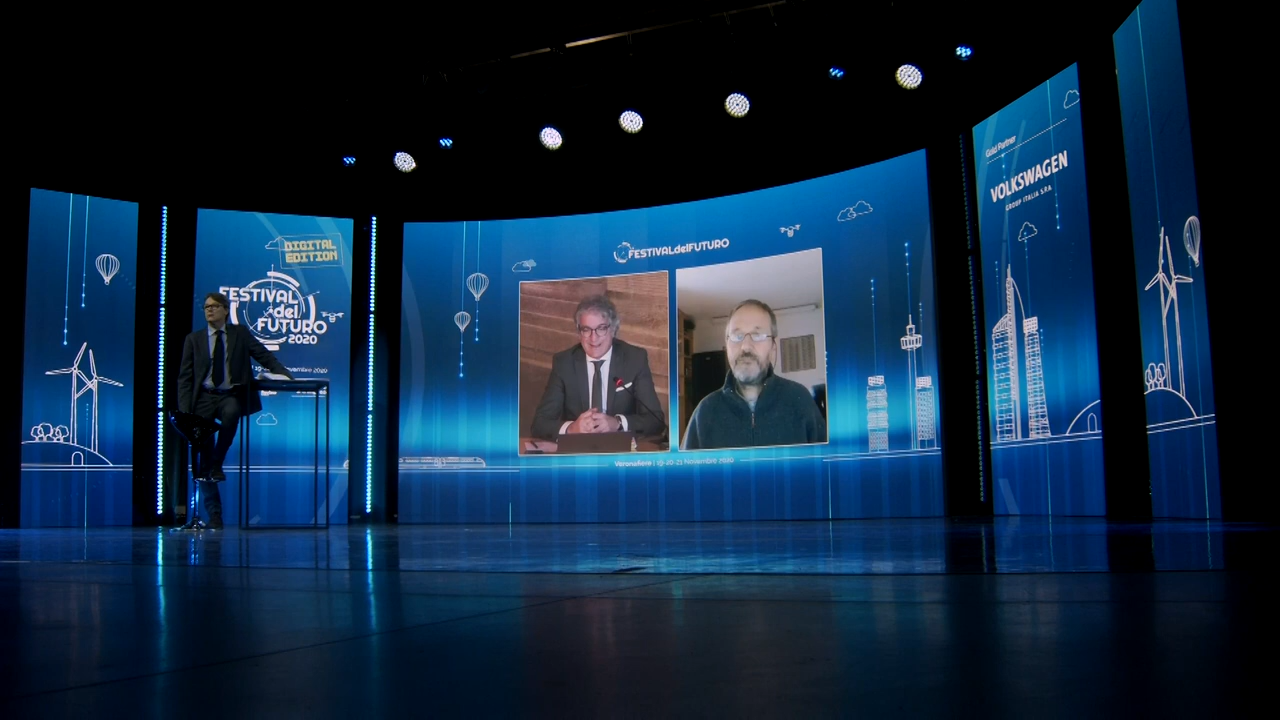 DIGITAL
EDITION
FESTIVAL
del
FUTURO
2020
FESTIVALdelFUTURO
Veronafiere | 19-20-21 Novembre 2020
Gold Partner
VOLKSWAGEN
GROUP ITALIA S.P.A.